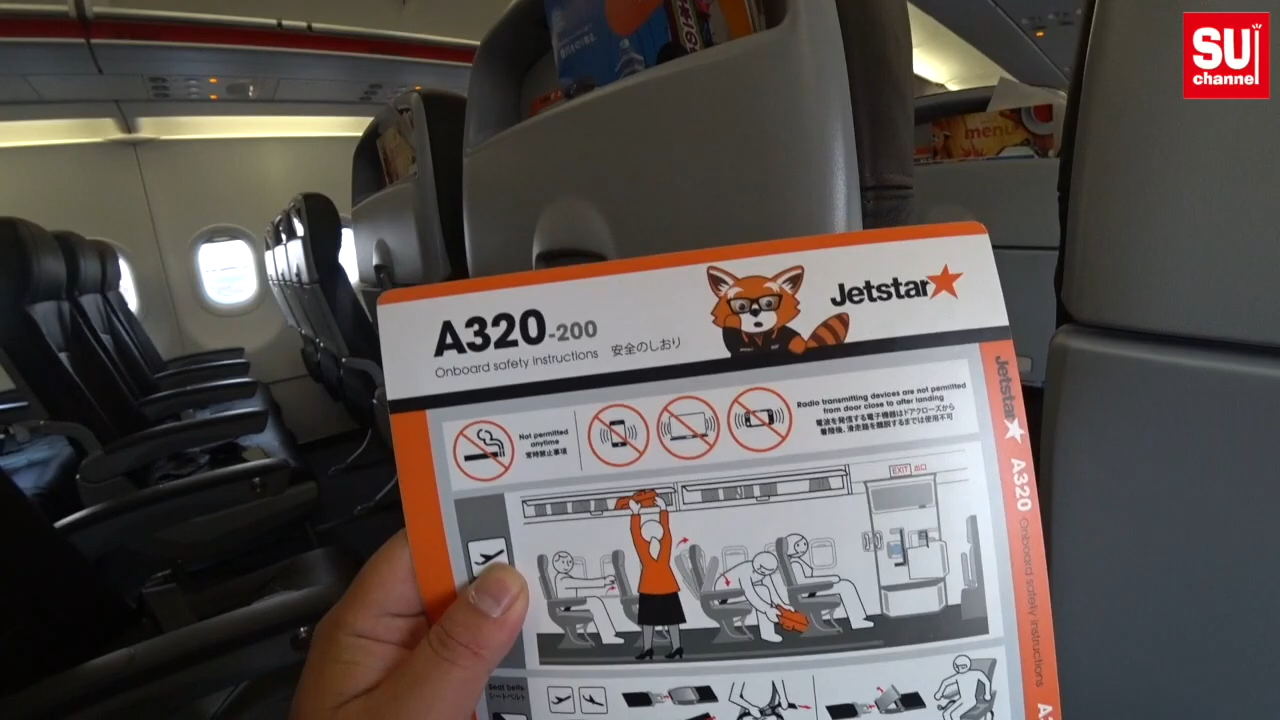 SUi
channel
menu
Jetstar
A320-200
Onboard safety instructions 安全のしおり
Not permitted
anytime
常時禁止事項
Radio transmitting devices are not permitted
from door close to after landing
電波を発信する電子機器はドアクローズから
着陸後、滑走路を離脱するまでは使用不可
EXIT 出口
Jetstar
A320 Onboard safety instructions
Seat belts
シートベルト